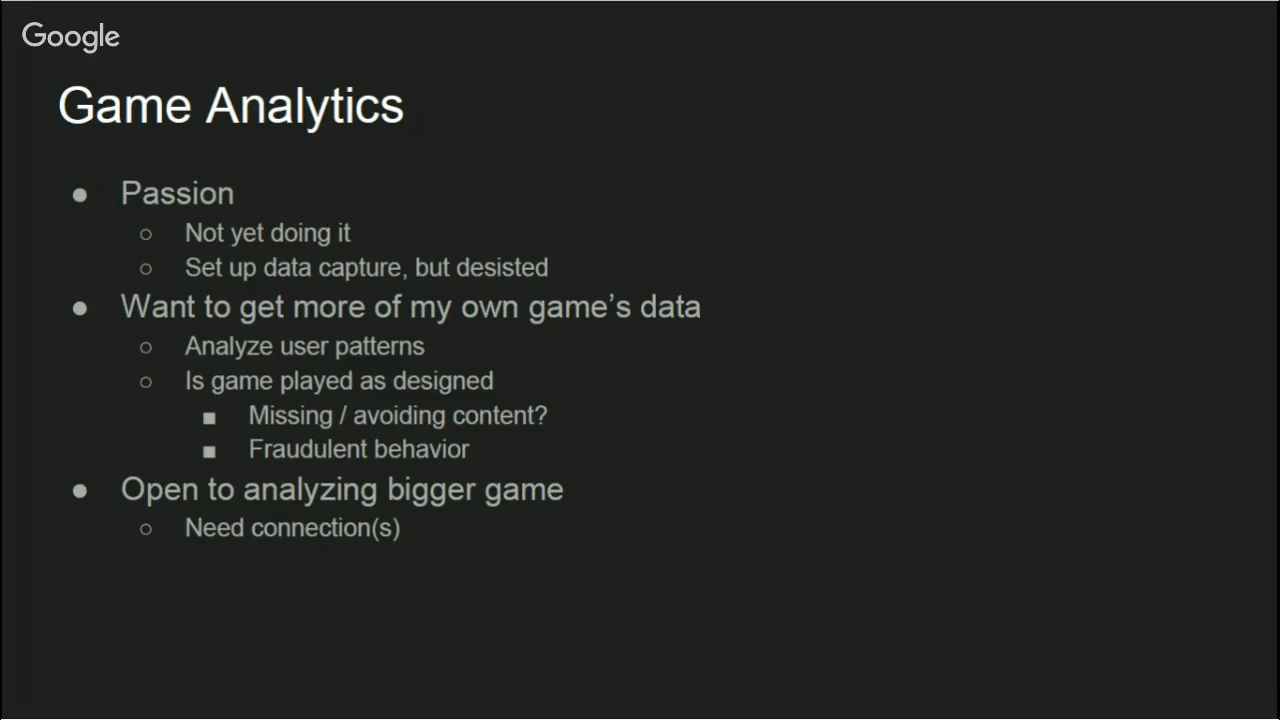 Google
Game Analytics
● Passion
○ Not yet doing it
○ Set up data capture, but desisted
● Want to get more of my own game’s data
○ Analyze user patterns
○ Is game played as designed
■ Missing / avoiding content?
■ Fraudulent behavior
● Open to analyzing bigger game
○ Need connection(s)